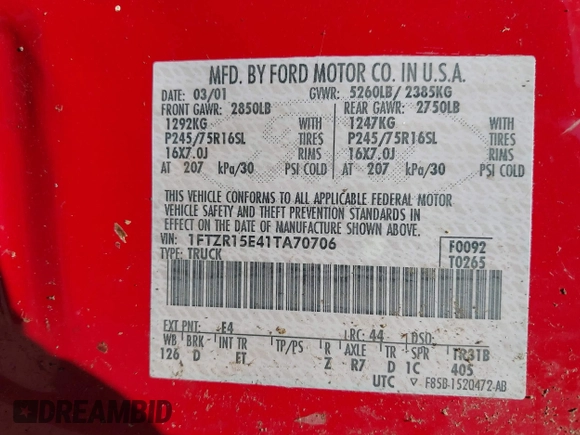 MFD. BY FORD MOTOR CO. IN U.S.A.
DATE: 03/01 GVWR: 5260LB/ 2385KG
FRONT GAWR: 2850LB REAR GAWR: 2750LB
1292KG WITH 1247KG WITH
P245/75R16SL TIRES P245/75R16SL TIRES
16X7.0J RIMS 16X7.0J RIMS
AT 207 kPa/30 PSI COLD AT 207 kPa/30 PSI COLD
THIS VEHICLE CONFORMS TO ALL APPLICABLE FEDERAL MOTOR
VEHICLE SAFETY AND THEFT PREVENTION STANDARDS IN
EFFECT ON THE DATE OF MANUFACTURE SHOWN ABOVE.
VIN: 1FTZR15E41TA70706 F0092
TYPE: TRUCK T0265
EXT PNT: E4 LRC: 44 DSO:
WB BRK INT TR TP/PS R AXLE TR SPR TR31B
126 D ET Z R7 D 1C 405
UTC ▽ F85B-1520472-AB
DREAMBID